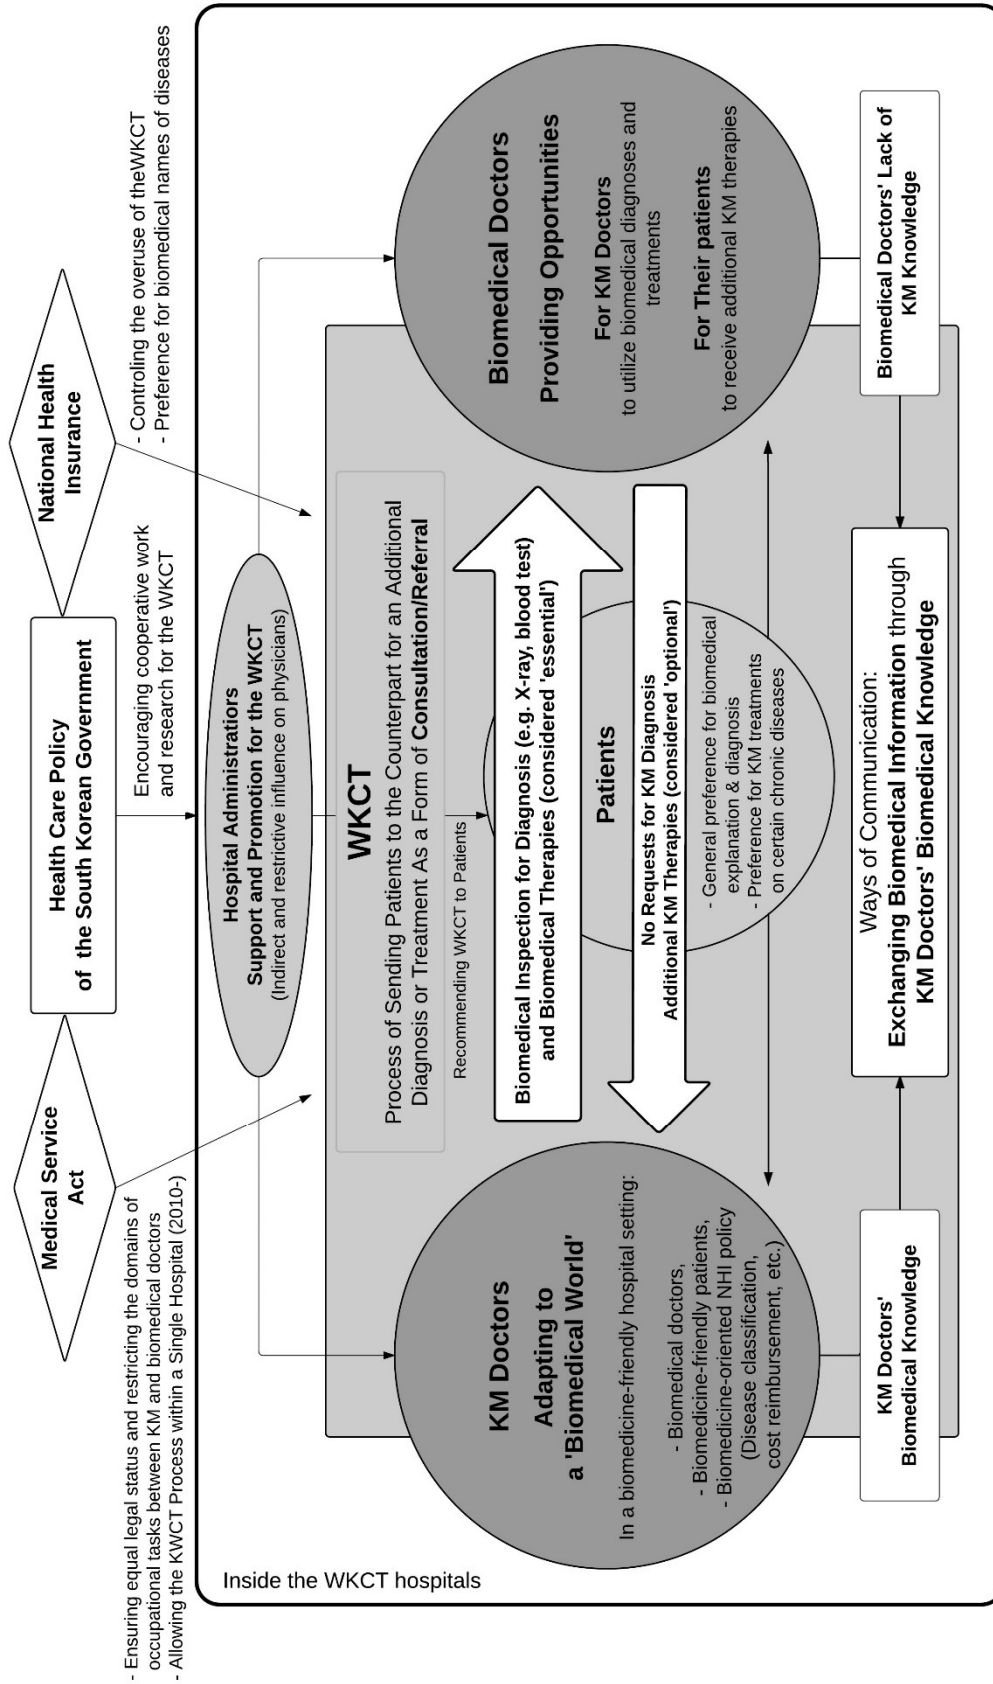 Medical Service
Act
Health Care Policy
of the South Korean Government
National Health
Insurance
- Ensuring equal legal status and restricting the domains of
occupational tasks between KM and biomedical doctors
- Allowing the KWCT Process within a Single Hospital (2010-)
Encouraging cooperative work
and research for the WKCT
- Controling the overuse of theWKCT
- Preference for biomedical names of diseases
Inside the WKCT hospitals
Hospital Administrations
Support and Promotion for the WKCT
(Indirect and restrictive influence on physicians)
WKCT
Process of Sending Patients to the Counterpart for an Additional
Diagnosis or Treatment As a Form of Consultation/Referral
Recommending WKCT to Patients
KM Doctors
Adapting to
a 'Biomedical World'
In a biomedicine-friendly hospital setting:
- Biomedical doctors,
- Biomedicine-friendly patients,
- Biomedicine-oriented NHI policy
(Disease classification,
cost reimbursement, etc.)
Biomedical Inspection for Diagnosis (e.g. X-ray, blood test)
and Biomedical Therapies (considered 'essential')
Patients
No Requests for KM Diagnosis
Additional KM Therapies (considered 'optional')
- General preference for biomedical
explanation & diagnosis
- Preference for KM treatments
on certain chronic diseases
Biomedical Doctors
Providing Opportunities
For KM Doctors
to utilize biomedical diagnoses and
treatments
For Their patients
to receive additional KM therapies
KM Doctors'
Biomedical Knowledge
Ways of Communication:
Exchanging Biomedical Information through
KM Doctors' Biomedical Knowledge
Biomedical Doctors' Lack of
KM Knowledge